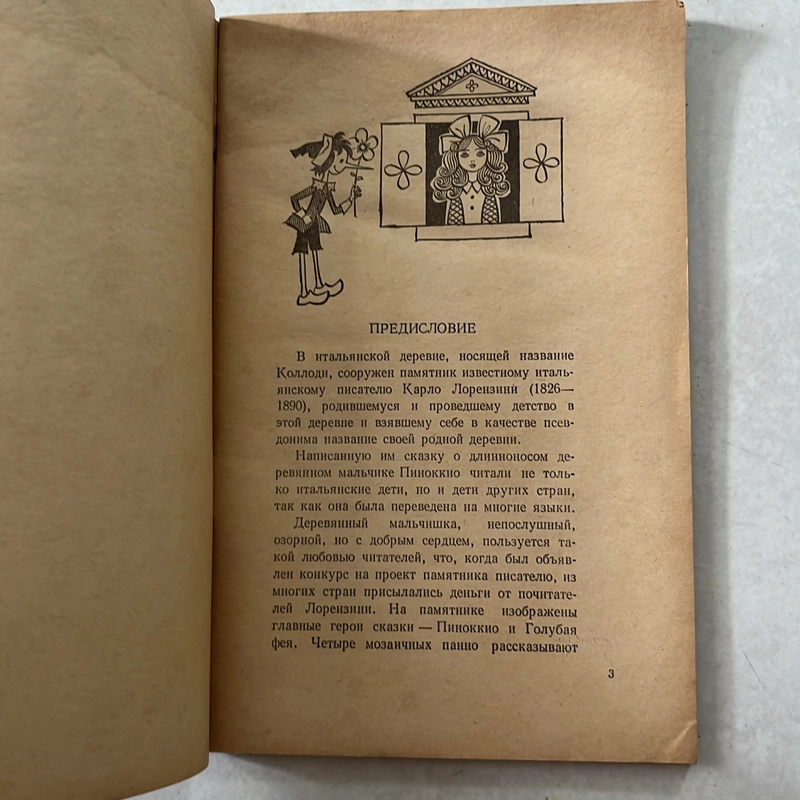 ПРЕДИСЛОВИЕ
В итальянской деревне, носящей название
Коллоди, сооружен памятник известному италь-
янскому писателю Карло Лорензини (1826—
1890), родившемуся и проведшему детство в
этой деревне и взявшему себе в качестве псев-
донима название своей родной деревни.
Написанную им сказку о длинноносом де-
ревянном мальчике Пиноккио читали не толь-
ко итальянские дети, но и дети других стран,
так как она была переведена на многие языки.
Деревянный мальчишка, непослушный,
озорной, но с добрым сердцем, пользуется та-
кой любовью читателей, что, когда был объяв-
лен конкурс на проект памятника писателю, из
многих стран присылались деньги от почитате-
лей Лорензини. На памятнике изображены
главные герои сказки — Пиноккио и Голубая
фея. Четыре мозаичных панно рассказывают
3